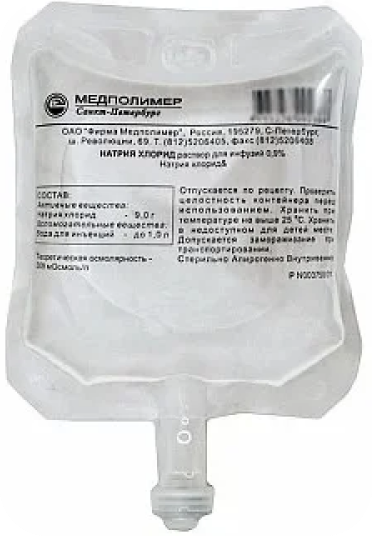 МЕДПОЛИМЕР
Санкт-Петербург
ОАО "Фирма Медполимер", Россия, 195279, С-Петербург,
ш. Революции, 69. Т. (812)5206405, Факс (812)5206408
НАТРИЯ ХЛОРИД раствор для инфузий 0,9%
Натрия хлорид&
СОСТАВ:
Активные вещества:
Натрия хлорид - 9,0 г
Вспомогательные вещества:
Вода для инъекций - до 1,0 л
Теоретическая осмолярность -
308 мОсмоль/л
Отпускается по рецепту. Проверить
целостность контейнера перед
использованием. Хранить при
температуре не выше 25 °С. Хранить
в недоступном для детей месте.
Допускается замораживание при
транспортировании.
Стерильно Апирогенно Внутривенно
Р N003758/01